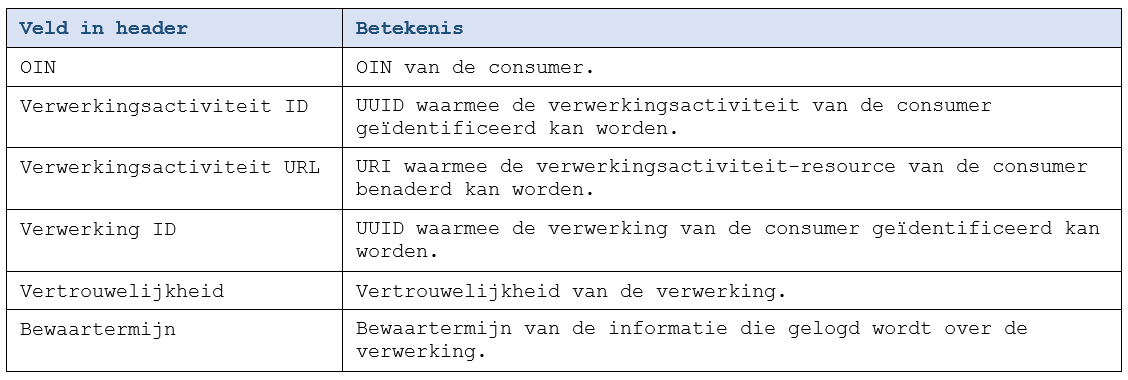 Veld in header
Betekenis
OIN
OIN van de consumer.
Verwerkingsactiviteit ID
UUID waarmee de verwerkingsactiviteit van de consumer
geïdentificeerd kan worden.
Verwerkingsactiviteit URL
URI waarmee de verwerkingsactiviteit-resource van de consumer
benaderd kan worden.
Verwerking ID
UUID waarmee de verwerking van de consumer geïdentificeerd kan
worden.
Vertrouwelijkheid
Vertrouwelijkheid van de verwerking.
Bewaartermijn
Bewaartermijn van de informatie die gelogd wordt over de
verwerking.